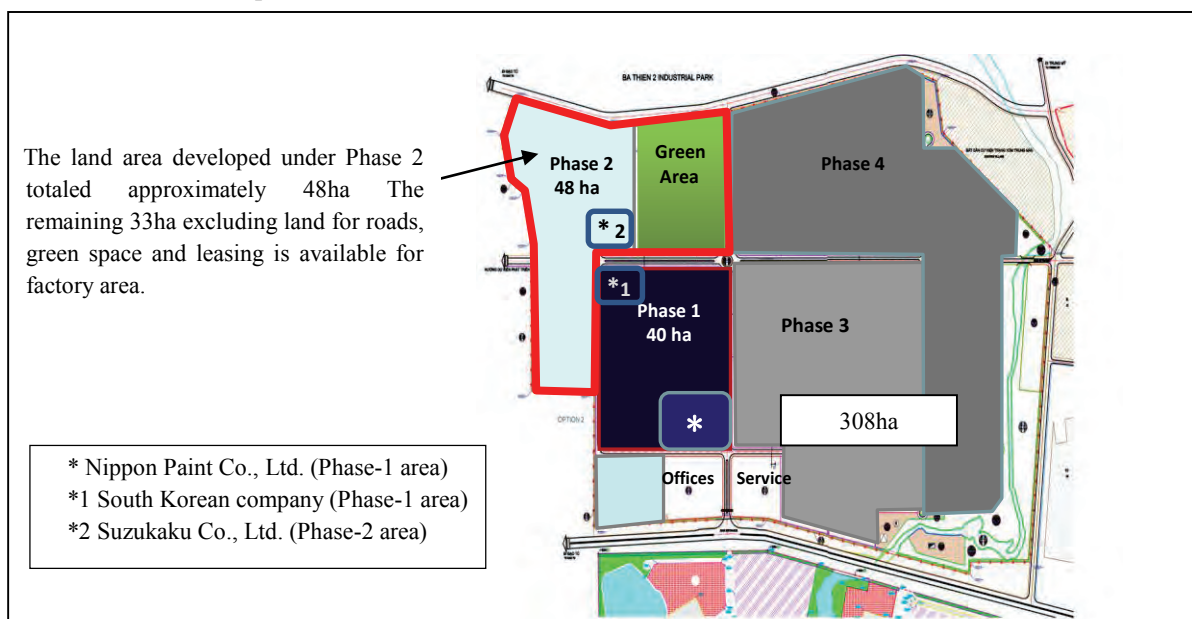 BA THIEN 2 INDUSTRIAL PARK
The land area developed under Phase 2
totaled approximately 48ha The
remaining 33ha excluding land for roads,
green space and leasing is available for
factory area.
Phase 2
48 ha
Green
Area
Phase 4
* 2
*1
Phase 1
40 ha
Phase 3
*
308ha
OPTION 2
Offices
Service
* Nippon Paint Co., Ltd. (Phase-1 area)
*1 South Korean company (Phase-1 area)
*2 Suzukaku Co., Ltd. (Phase-2 area)